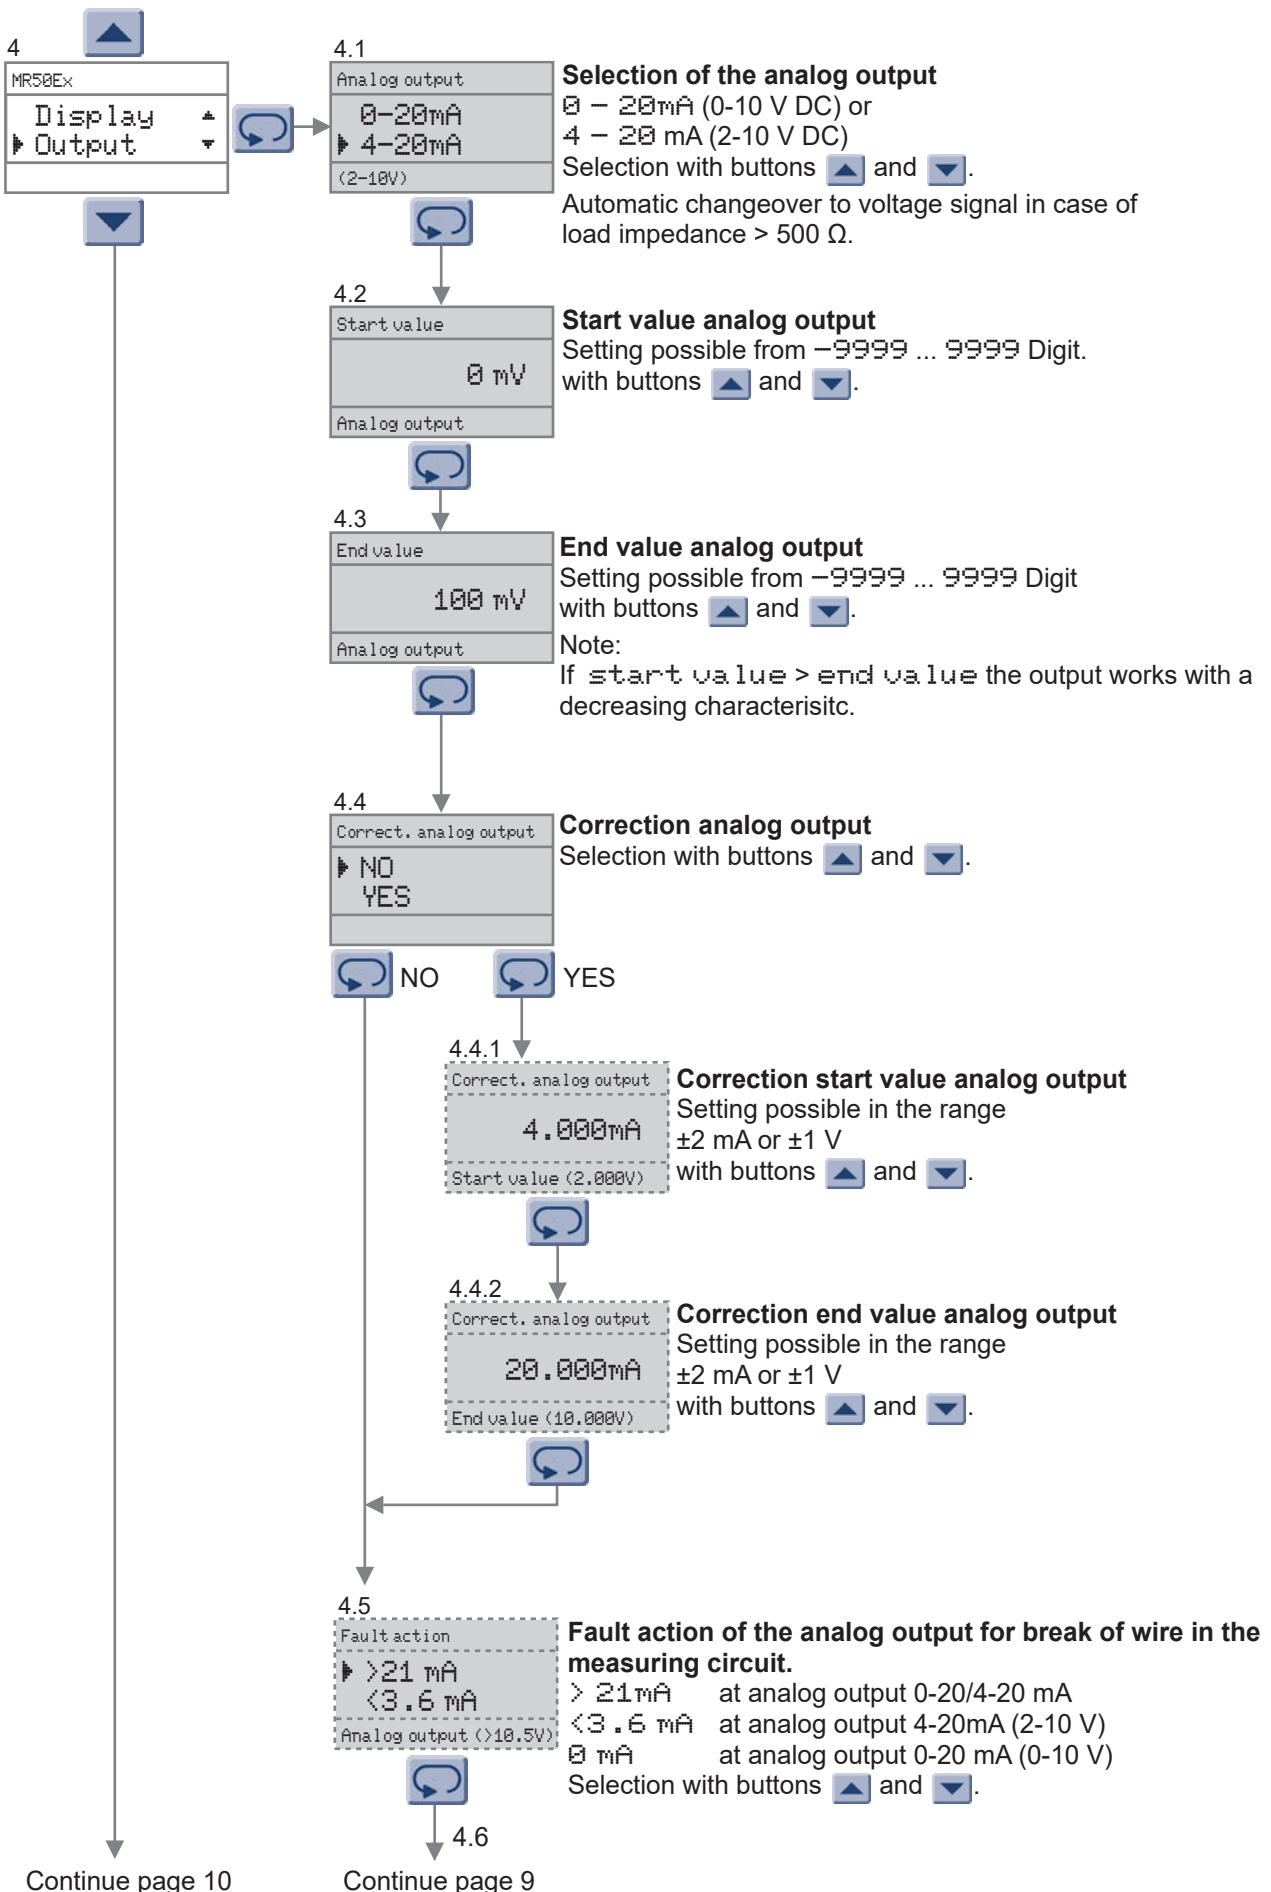 4
MR50Ex
Display
Output
4.1
Analog output
0-20mA
4-20mA
(2-10V)
Selection of the analog output
0 - 20mA (0-10 V DC) or
4 - 20 mA (2-10 V DC)
Selection with buttons and .
Automatic changeover to voltage signal in case of
load impedance > 500 Ω.
4.2
Start value
0 mV
Analog output
Start value analog output
Setting possible from -9999 ... 9999 Digit.
with buttons and .
4.3
End value
100 mV
Analog output
End value analog output
Setting possible from -9999 ... 9999 Digit
with buttons and .
Note:
If start value > end value the output works with a
decreasing characterisitc.
4.4
Correct. analog output
NO
YES
Correction analog output
Selection with buttons and .
NO
YES
4.4.1
Correct. analog output
4.000mA
Start value (2.000V)
Correction start value analog output
Setting possible in the range
±2 mA or ±1 V
with buttons and .
4.4.2
Correct. analog output
20.000mA
End value (10.000V)
Correction end value analog output
Setting possible in the range
±2 mA or ±1 V
with buttons and .
4.5
Fault action
>21 mA
<3.6 mA
Analog output (>10.5V)
Fault action of the analog output for break of wire in the
measuring circuit.
> 21mA at analog output 0-20/4-20 mA
<3.6 mA at analog output 4-20mA (2-10 V)
0 mA at analog output 0-20 mA (0-10 V)
Selection with buttons and .
4.6
Continue page 10
Continue page 9